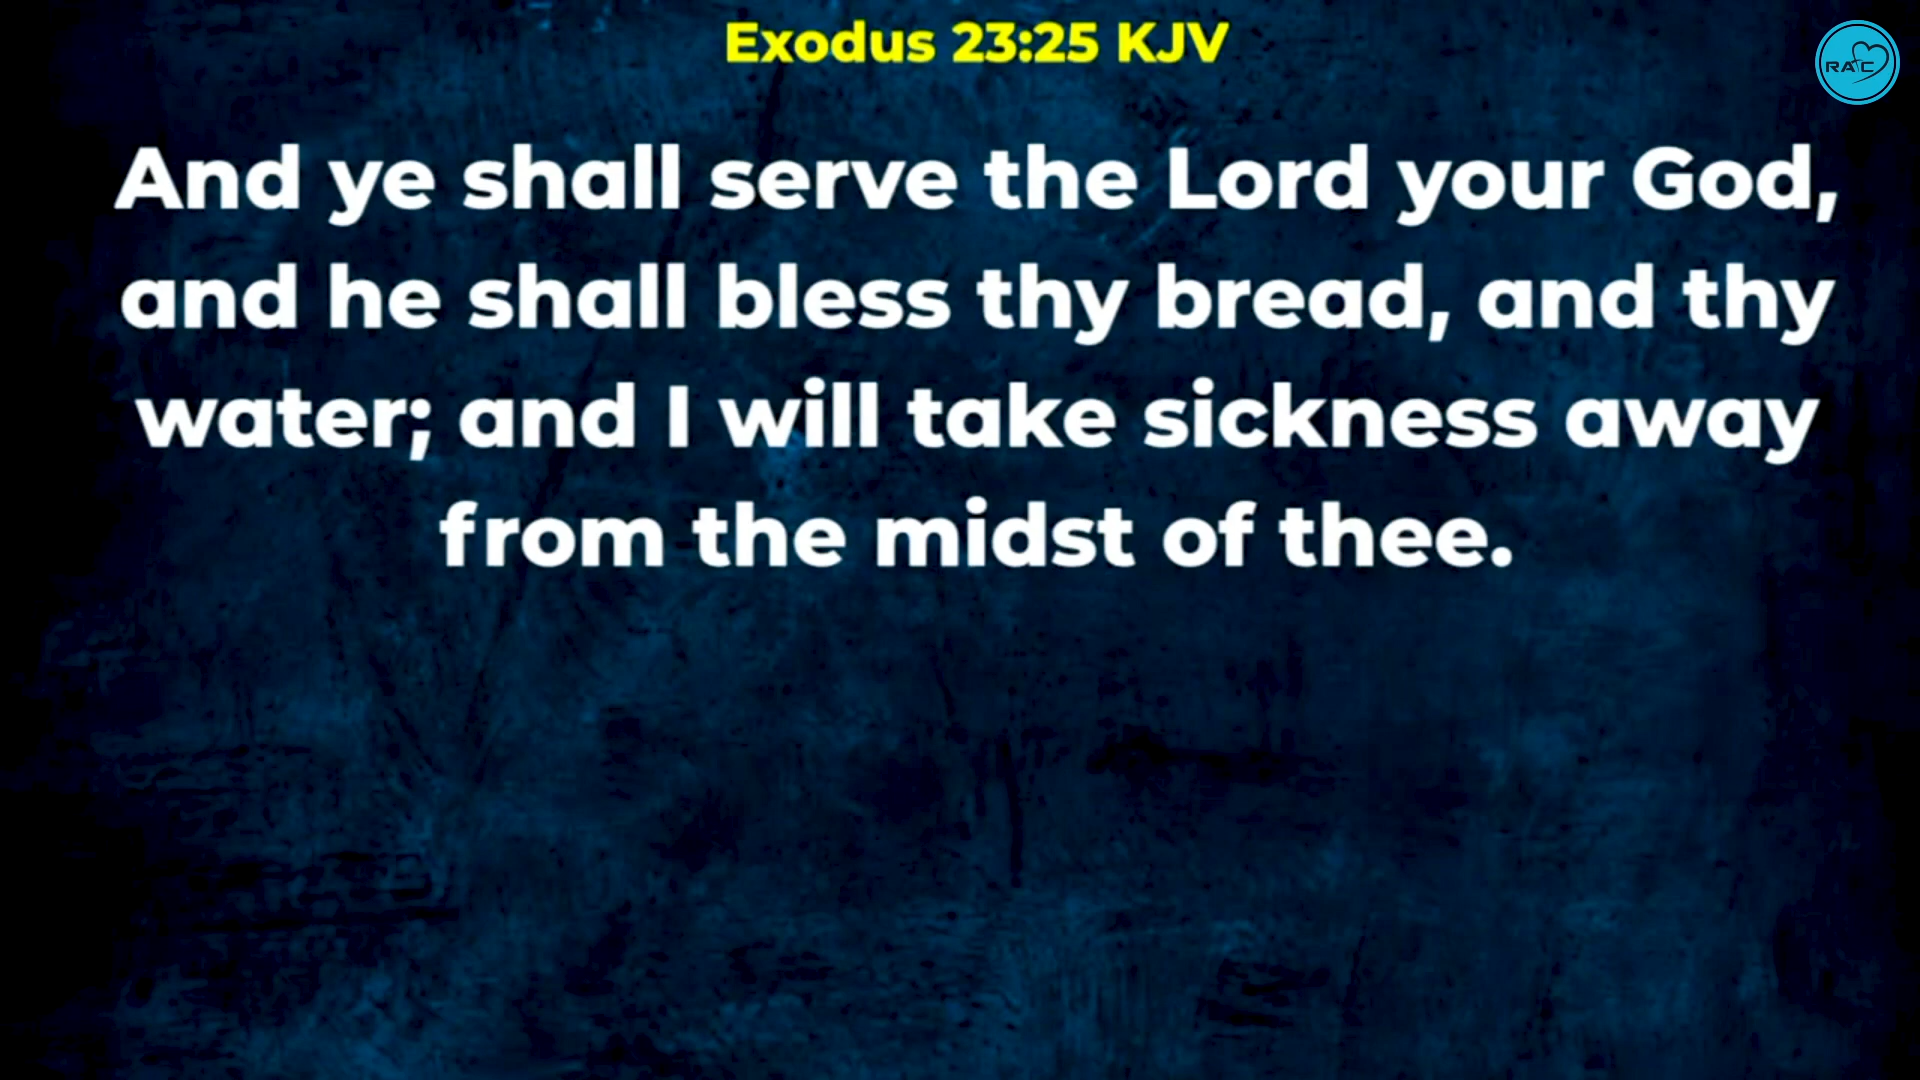 Exodus 23:25 KJV
RATC
And ye shall serve the Lord your God,
and he shall bless thy bread, and thy
water; and I will take sickness away
from the midst of thee.